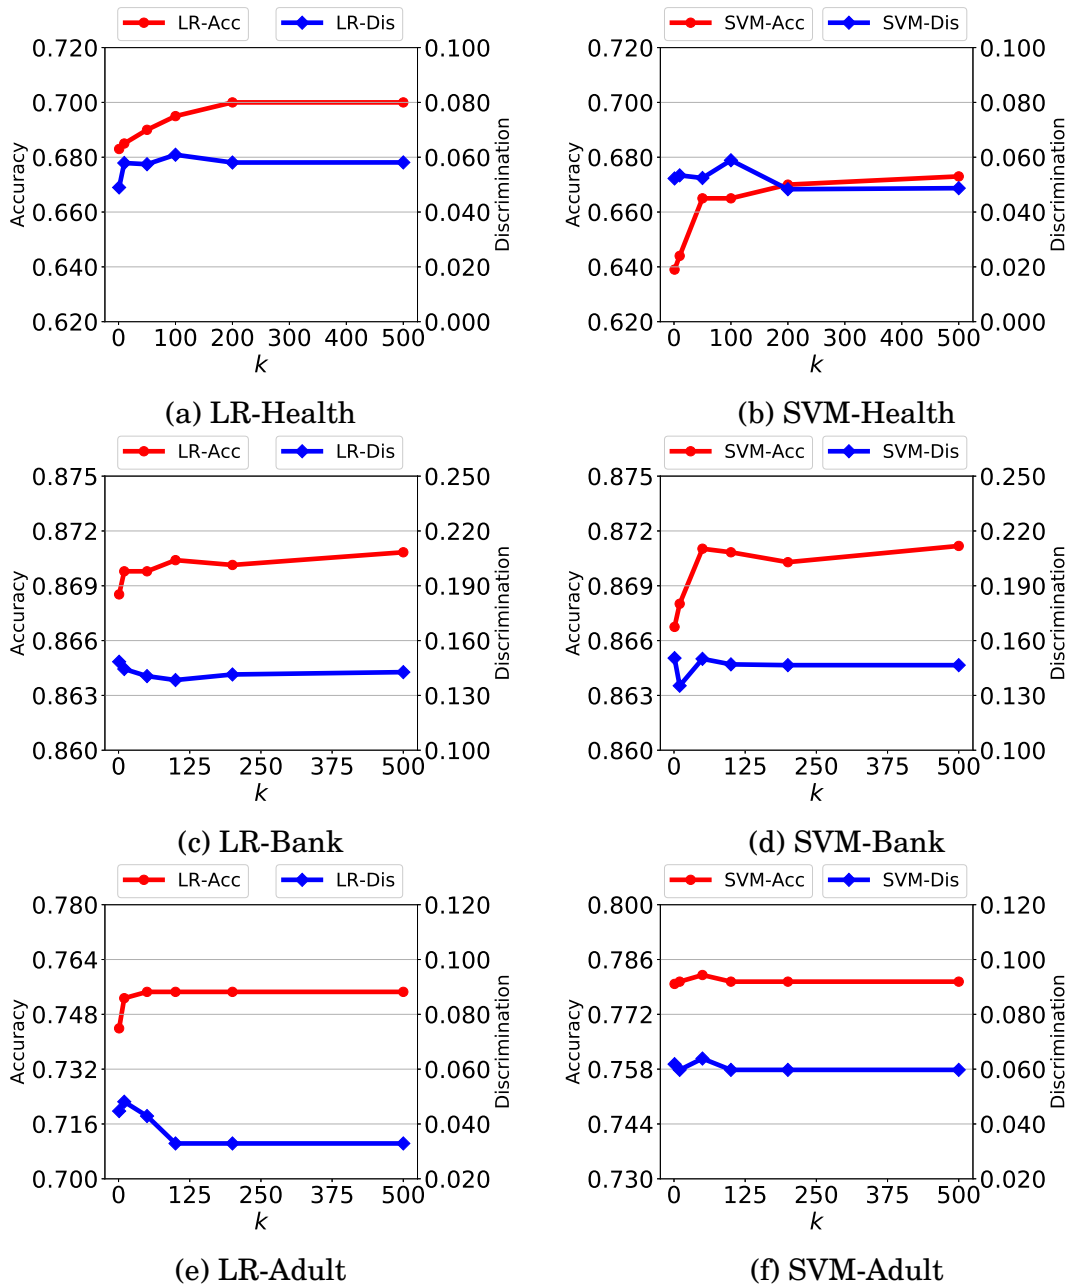 LR-Acc LR-Dis
0.720 0.100
0.700 0.080
0.680 0.060
0.660 0.040
0.640 0.020
0.620 0.000
Accuracy
Discrimination
0 100 200 300 400 500
k
(a) LR-Health
SVM-Acc SVM-Dis
0.720 0.100
0.700 0.080
0.680 0.060
0.660 0.040
0.640 0.020
0.620 0.000
Accuracy
Discrimination
0 100 200 300 400 500
k
(b) SVM-Health
LR-Acc LR-Dis
0.875 0.250
0.872 0.220
0.869 0.190
0.866 0.160
0.863 0.130
0.860 0.100
Accuracy
Discrimination
0 125 250 375 500
k
(c) LR-Bank
SVM-Acc SVM-Dis
0.875 0.250
0.872 0.220
0.869 0.190
0.866 0.160
0.863 0.130
0.860 0.100
Accuracy
Discrimination
0 125 250 375 500
k
(d) SVM-Bank
LR-Acc LR-Dis
0.780 0.120
0.764 0.100
0.748 0.080
0.732 0.060
0.716 0.040
0.700 0.020
Accuracy
Discrimination
0 125 250 375 500
k
(e) LR-Adult
SVM-Acc SVM-Dis
0.800 0.120
0.786 0.100
0.772 0.080
0.758 0.060
0.744 0.040
0.730 0.020
Accuracy
Discrimination
0 125 250 375 500
k
(f) SVM-Adult